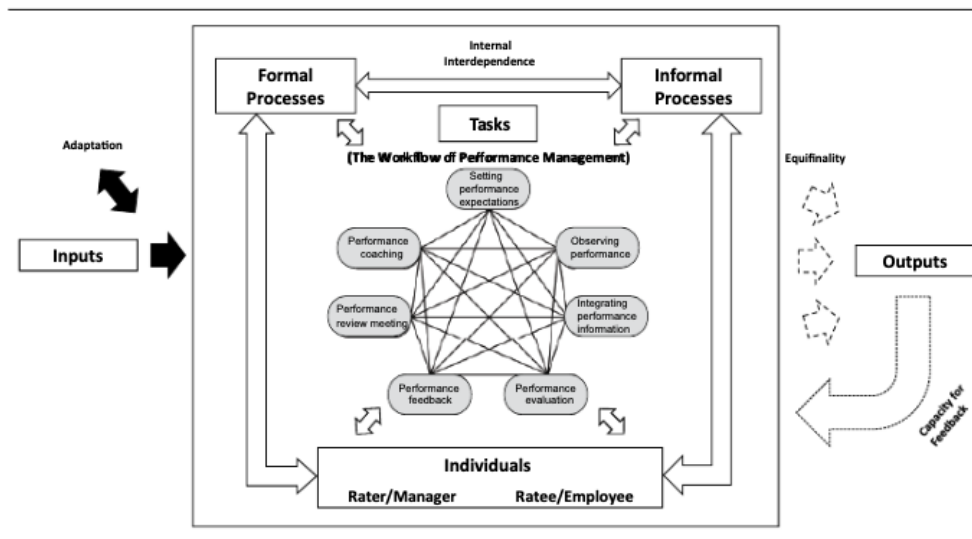 Internal
Interdependence
Formal
Processes
Informal
Processes
Tasks
Adaptation
(The Workflow of Performance Management)
Equifinality
Setting
performance
expectations
Performance
coaching
Observing
performance
Inputs
Outputs
Performance
review meeting
Integrating
performance
information
Performance
feedback
Performance
evaluation
Capacity for
Feedback
Individuals
Rater/Manager
Ratee/Employee